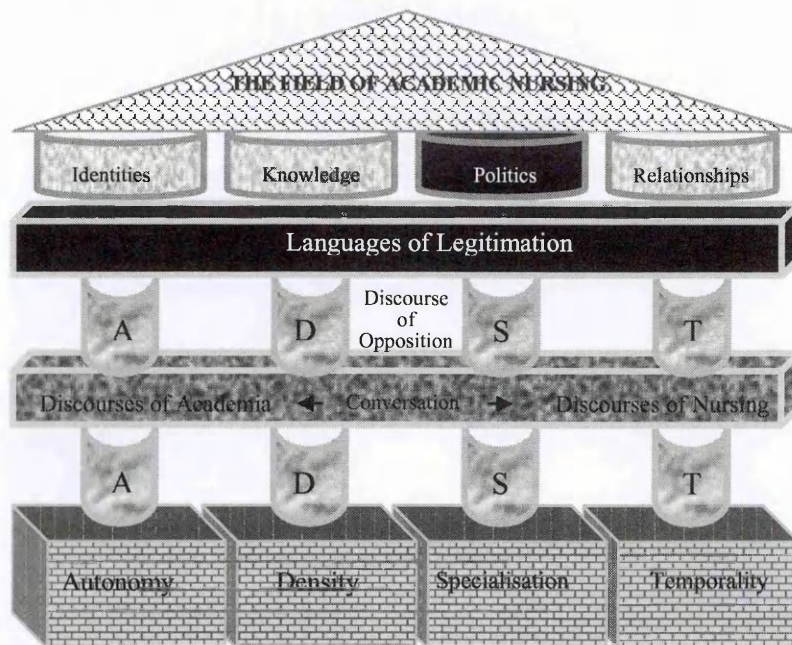 THE FIELD OF ACADEMIC NURSING
Identities Knowledge Politics Relationships
Languages of Legitimation
A D Discourse of Opposition S T
Discourses of Academia Conversation Discourses of Nursing
A D S T
Autonomy Density Specialisation Temporality